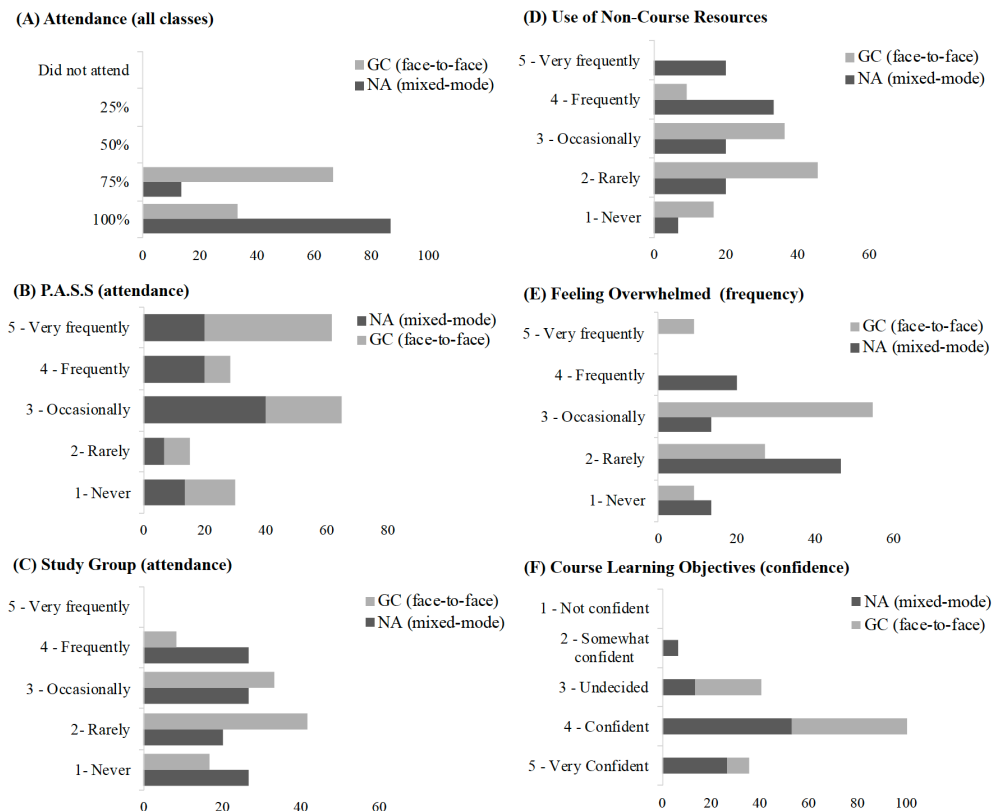 (A) Attendance (all classes)
GC (face-to-face)
NA (mixed-mode)
Did not attend
25%
50%
75%
100%
0 20 40 60 80 100
(B) P.A.S.S (attendance)
NA (mixed-mode)
GC (face-to-face)
5 - Very frequently
4 - Frequently
3 - Occasionally
2- Rarely
1- Never
0 20 40 60 80
(C) Study Group (attendance)
GC (face-to-face)
NA (mixed-mode)
5 - Very frequently
4 - Frequently
3 - Occasionally
2- Rarely
1- Never
0 20 40 60
(D) Use of Non-Course Resources
GC (face-to-face)
NA (mixed-mode)
5 - Very frequently
4 - Frequently
3 - Occasionally
2- Rarely
1- Never
0 20 40 60
(E) Feeling Overwhelmed (frequency)
GC (face-to-face)
NA (mixed-mode)
5 - Very frequently
4 - Frequently
3 - Occasionally
2- Rarely
1- Never
0 20 40 60
(F) Course Learning Objectives (confidence)
NA (mixed-mode)
GC (face-to-face)
1 - Not confident
2 - Somewhat
confident
3 - Undecided
4 - Confident
5 - Very Confident
0 20 40 60 80 100